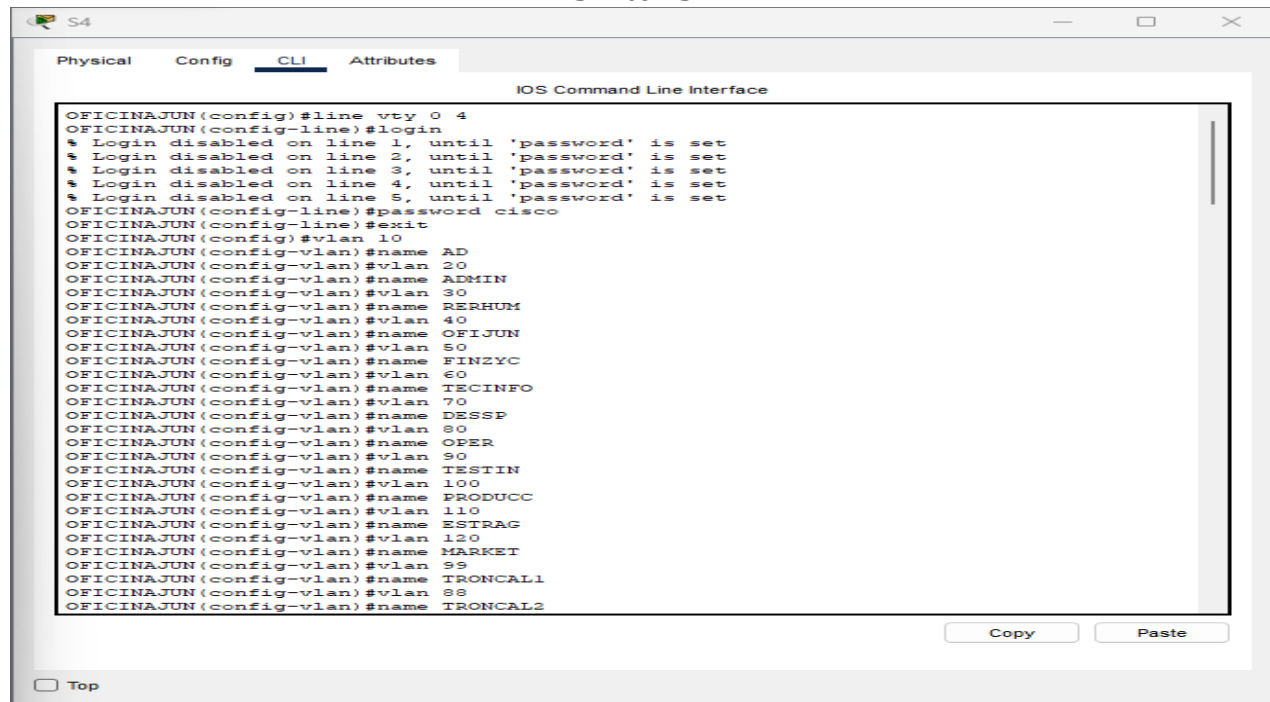 S4
Physical Config CLI Attributes
IOS Command Line Interface
OFICINAJUN(config)#line vty 0 4
OFICINAJUN(config-line)#login
% Login disabled on line 1, until 'password' is set
% Login disabled on line 2, until 'password' is set
% Login disabled on line 3, until 'password' is set
% Login disabled on line 4, until 'password' is set
% Login disabled on line 5, until 'password' is set
OFICINAJUN(config-line)#password cisco
OFICINAJUN(config-line)#exit
OFICINAJUN(config)#vlan 10
OFICINAJUN(config-vlan)#name AD
OFICINAJUN(config-vlan)#vlan 20
OFICINAJUN(config-vlan)#name ADMIN
OFICINAJUN(config-vlan)#vlan 30
OFICINAJUN(config-vlan)#name RERHUM
OFICINAJUN(config-vlan)#vlan 40
OFICINAJUN(config-vlan)#name OFIJUN
OFICINAJUN(config-vlan)#vlan 50
OFICINAJUN(config-vlan)#name FINZYC
OFICINAJUN(config-vlan)#vlan 60
OFICINAJUN(config-vlan)#name TECINFO
OFICINAJUN(config-vlan)#vlan 70
OFICINAJUN(config-vlan)#name DESSP
OFICINAJUN(config-vlan)#vlan 80
OFICINAJUN(config-vlan)#name OPER
OFICINAJUN(config-vlan)#vlan 90
OFICINAJUN(config-vlan)#name TESTIN
OFICINAJUN(config-vlan)#vlan 100
OFICINAJUN(config-vlan)#name PRODUCC
OFICINAJUN(config-vlan)#vlan 110
OFICINAJUN(config-vlan)#name ESTRAG
OFICINAJUN(config-vlan)#vlan 120
OFICINAJUN(config-vlan)#name MARKET
OFICINAJUN(config-vlan)#vlan 99
OFICINAJUN(config-vlan)#name TRONCAL1
OFICINAJUN(config-vlan)#vlan 88
OFICINAJUN(config-vlan)#name TRONCAL2
Copy Paste
Top